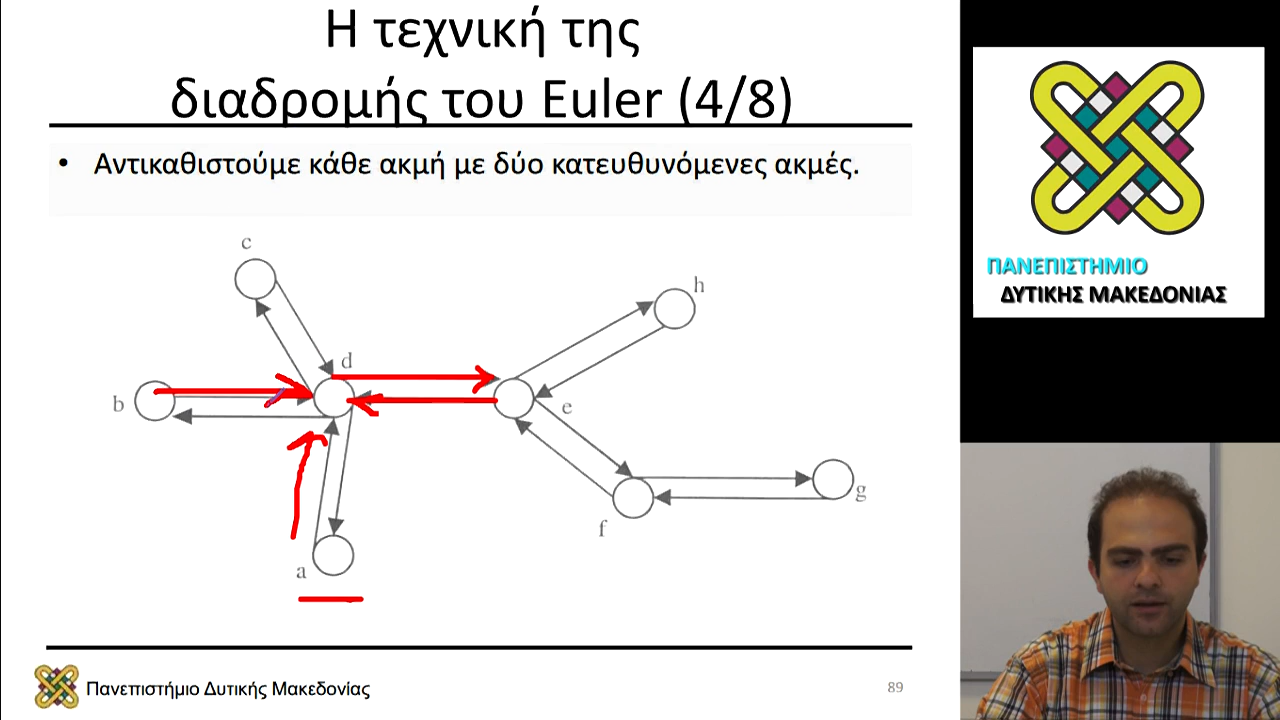 Η τεχνική της
διαδρομής του Euler (4/8)
• Αντικαθιστούμε κάθε ακμή με δύο κατευθυνόμενες ακμές.
c
h
d
b
e
g
f
a
Πανεπιστήμιο Δυτικής Μακεδονίας
89
ΠΑΝΕΠΙΣΤΗΜΙΟ
ΔΥΤΙΚΗΣ ΜΑΚΕΔΟΝΙΑΣ